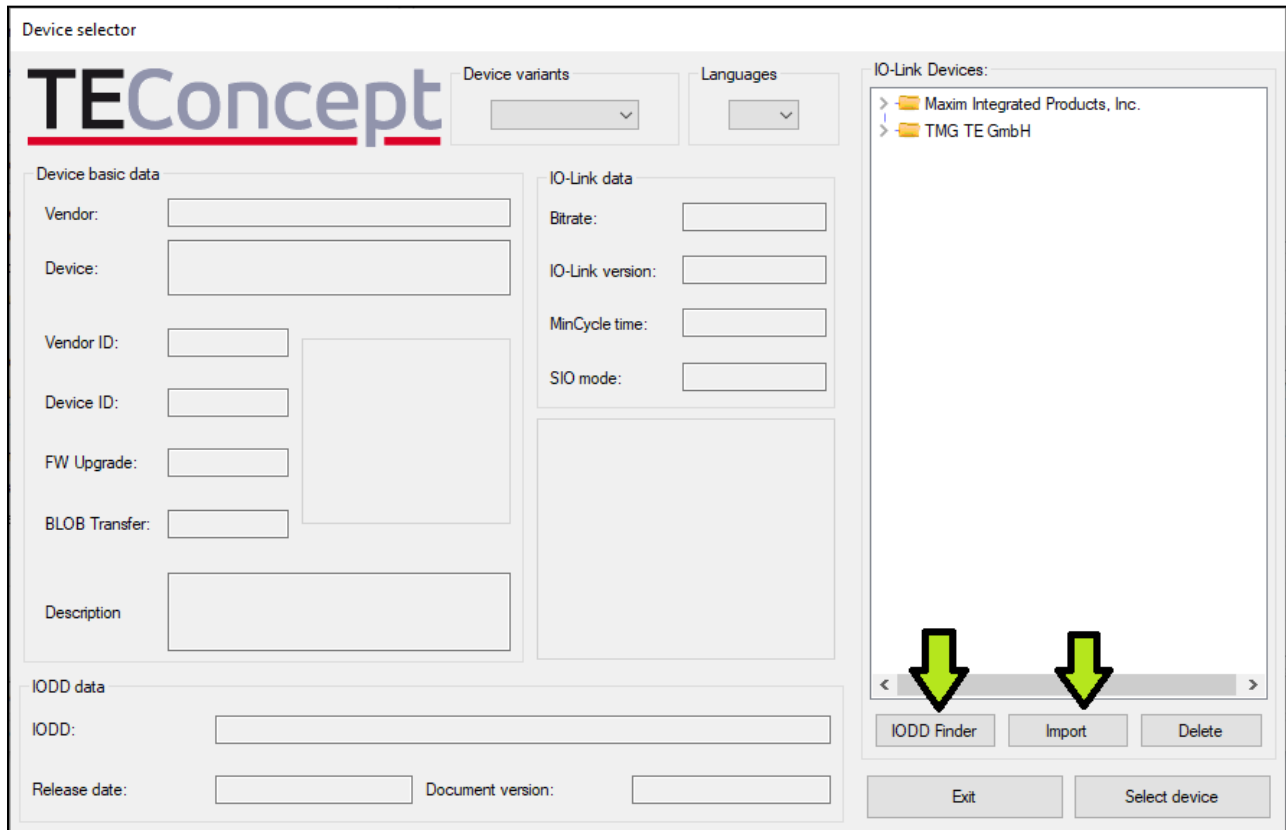 Device selector
TEConcept
Device variants
Languages
IO-Link Devices:
Maxim Integrated Products, Inc.
TMG TE GmbH
Device basic data
Vendor:
Device:
Vendor ID:
Device ID:
FW Upgrade:
BLOB Transfer:
Description
IO-Link data
Bitrate:
IO-Link version:
MinCycle time:
SIO mode:
IODD data
IODD:
Release date:
Document version:
IODD Finder
Import
Delete
Exit
Select device